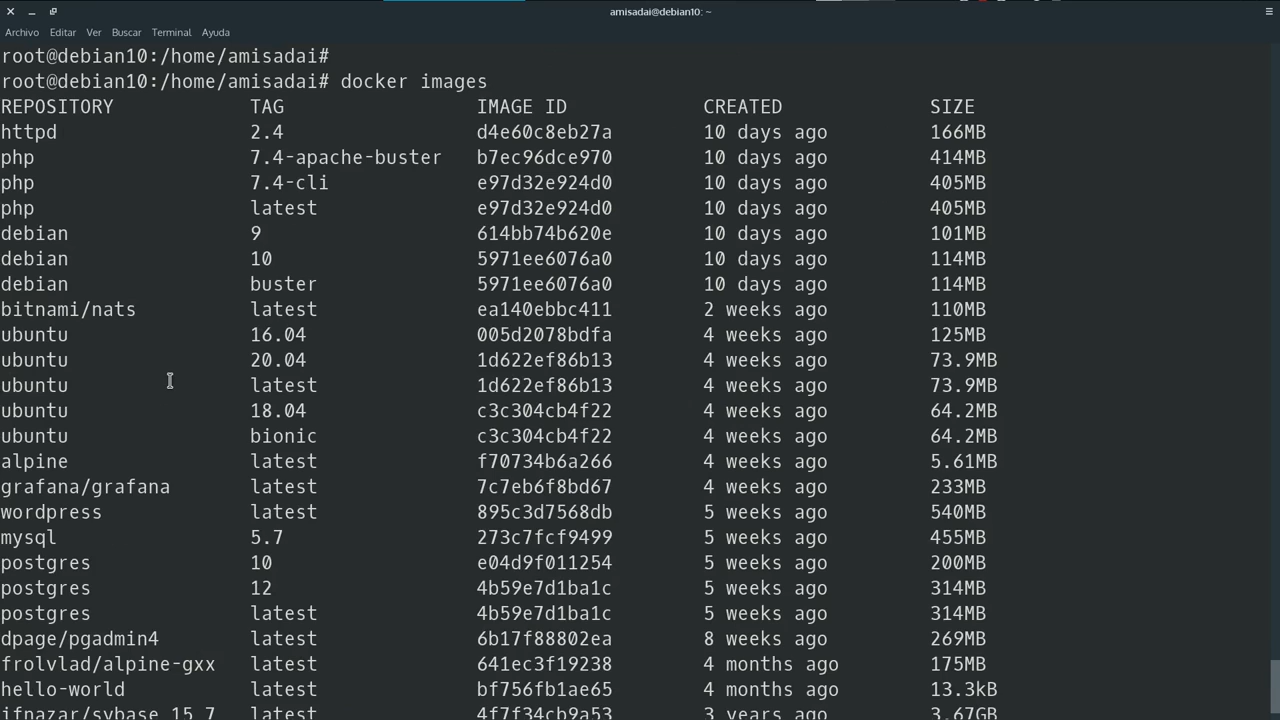 amisadai@debian10: ~
Archivo Editar Ver Buscar Terminal Ayuda
root@debian10:/home/amisadai#
root@debian10:/home/amisadai# docker images
REPOSITORY TAG IMAGE ID CREATED SIZE
httpd 2.4 d4e60c8eb27a 10 days ago 166MB
php 7.4-apache-buster b7ec96dce970 10 days ago 414MB
php 7.4-cli e97d32e924d0 10 days ago 405MB
php latest e97d32e924d0 10 days ago 405MB
debian 9 614bb74b620e 10 days ago 101MB
debian 10 5971ee6076a0 10 days ago 114MB
debian buster 5971ee6076a0 10 days ago 114MB
bitnami/nats latest ea140ebbc411 2 weeks ago 110MB
ubuntu 16.04 005d2078bdfa 4 weeks ago 125MB
ubuntu 20.04 1d622ef86b13 4 weeks ago 73.9MB
ubuntu latest 1d622ef86b13 4 weeks ago 73.9MB
ubuntu 18.04 c3c304cb4f22 4 weeks ago 64.2MB
ubuntu bionic c3c304cb4f22 4 weeks ago 64.2MB
alpine latest f70734b6a266 4 weeks ago 5.61MB
grafana/grafana latest 7c7eb6f8bd67 4 weeks ago 233MB
wordpress latest 895c3d7568db 5 weeks ago 540MB
mysql 5.7 273c7fcf9499 5 weeks ago 455MB
postgres 10 e04d9f011254 5 weeks ago 200MB
postgres 12 4b59e7d1ba1c 5 weeks ago 314MB
postgres latest 4b59e7d1ba1c 5 weeks ago 314MB
dpage/pgadmin4 latest 6b17f88802ea 8 weeks ago 269MB
frolvlad/alpine-gxx latest 641ec3f19238 4 months ago 175MB
hello-world latest bf756fb1ae65 4 months ago 13.3kB
ifnazar/sybase_15_7 latest 4f7f34cb9a53 3 years ago 3.67GB